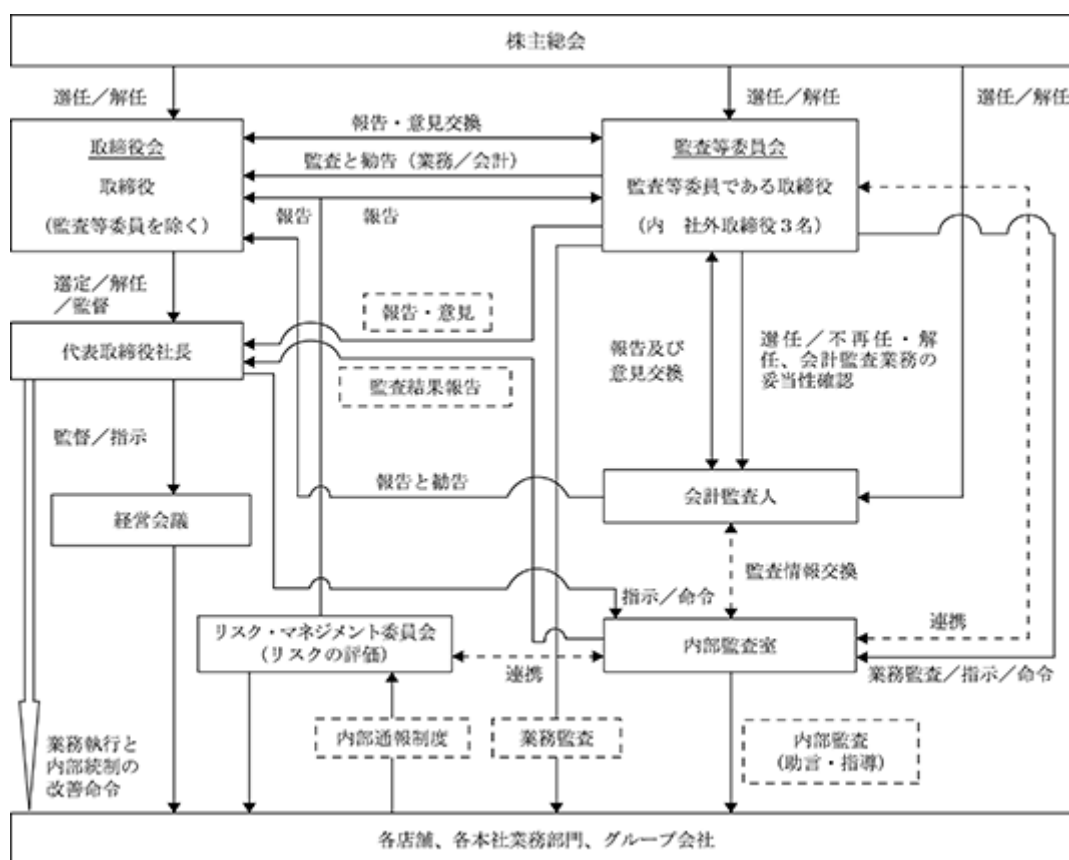 株主総会
選任／解任
選任／解任
選任／解任
取締役会
取締役
(監査等委員を除く)
報告・意見交換
監査と勧告（業務／会計）
報告
報告
監査等委員会
監査等委員である取締役
(内　社外取締役３名)
選定／解任
／監督
報告・意見
代表取締役社長
監査結果報告
報告及び
意見交換
選任／不再任・解
任、会計監査業務の
妥当性確認
監督／指示
報告と勧告
会計監査人
経営会議
監査情報交換
指示／命令
リスク・マネジメント委員会
(リスクの評価)
連携
内部監査室
連携
業務監査／指示／命令
業務執行と
内部統制の
改善命令
内部通報制度
業務監査
内部監査
(助言・指導)
各店舗、各本社業務部門、グループ会社